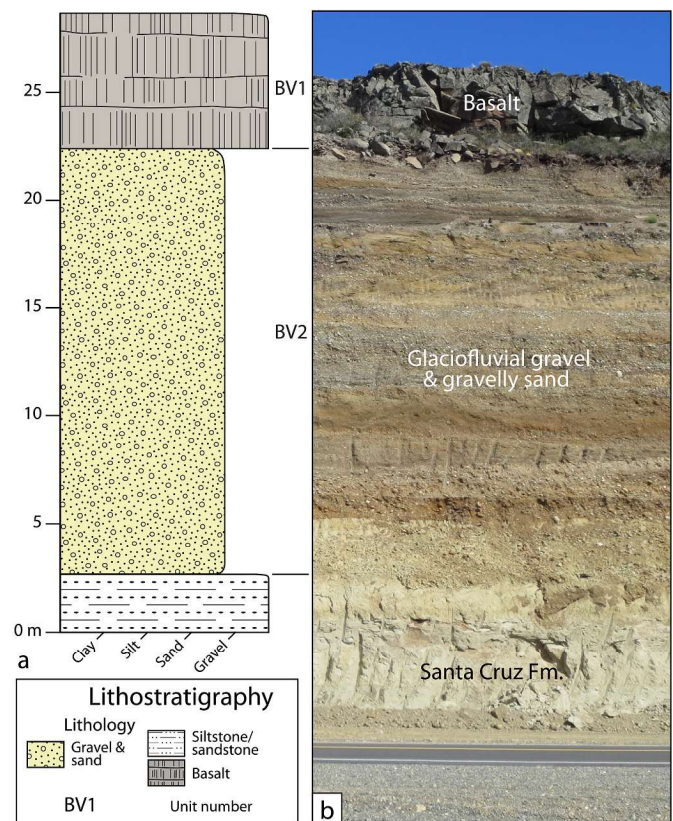 25
20
15
10
5
0 m
BV1
BV2
Clay
Silt
Sand
Gravel
a
Lithostratigraphy
Lithology
Gravel &
sand
Siltstone/
sandstone
Basalt
BV1
Unit number
Basalt
Glaciofluvial gravel
& gravelly sand
Santa Cruz Fm.
b